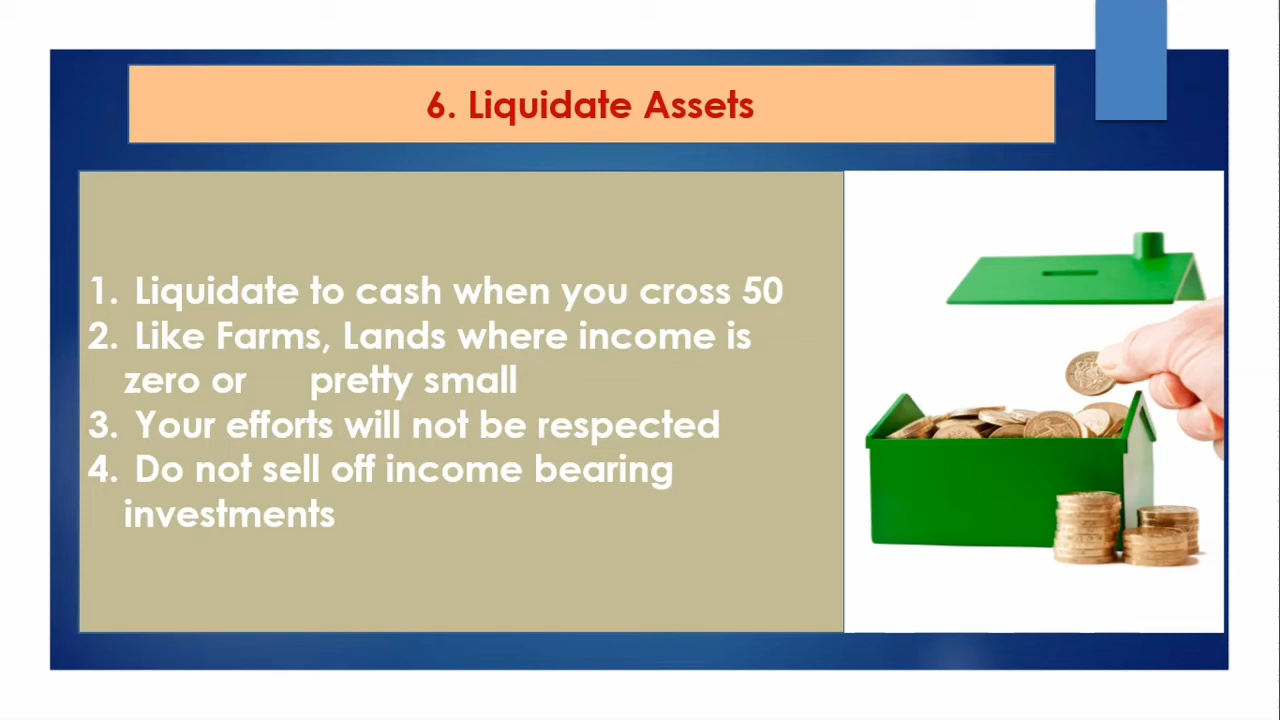 6. Liquidate Assets
1. Liquidate to cash when you cross 50
2. Like Farms, Lands where income is
zero or pretty small
3. Your efforts will not be respected
4. Do not sell off income bearing
investments